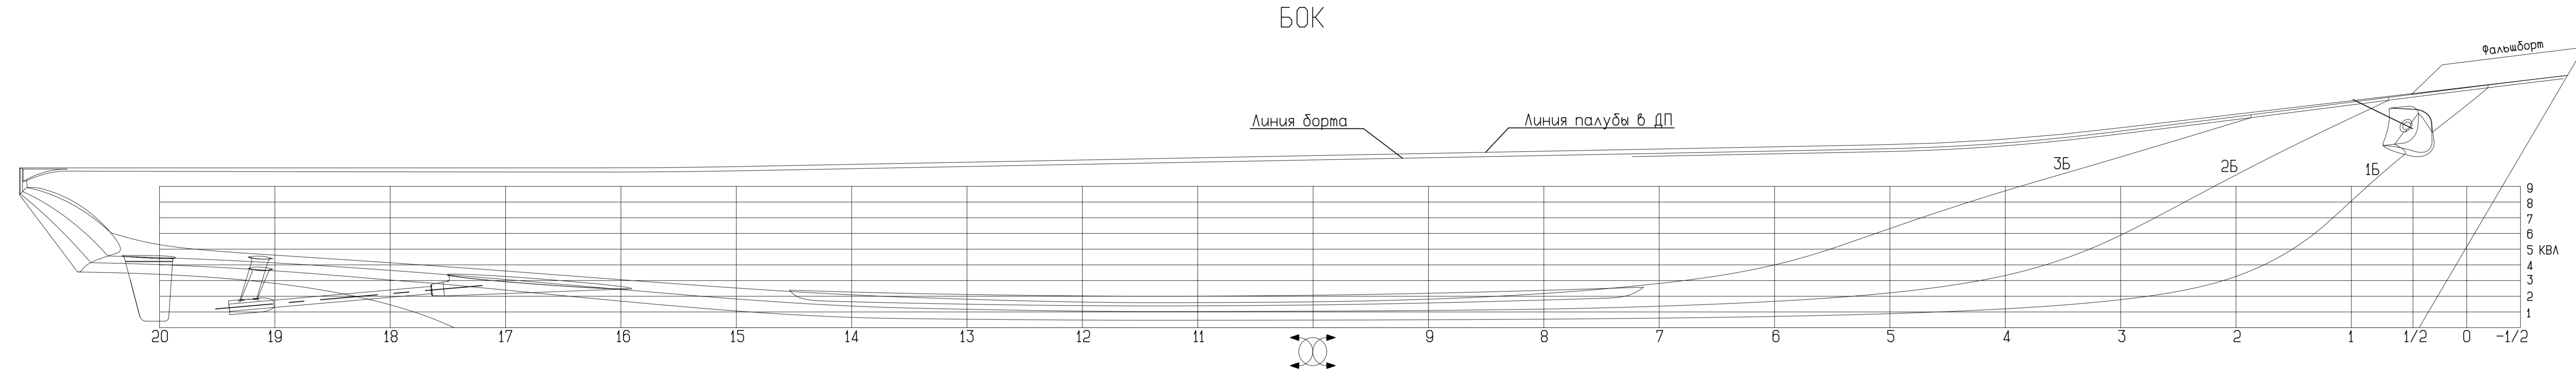 БОК
Фальшборт
Линия борта
Линия палубы в ДП
3Б
2Б
1Б
9
8
7
6
5 КВЛ
4
3
2
1
20 19 18 17 16 15 14 13 12 11 9 8 7 6 5 4 3 2 1 1/2 0 -1/2